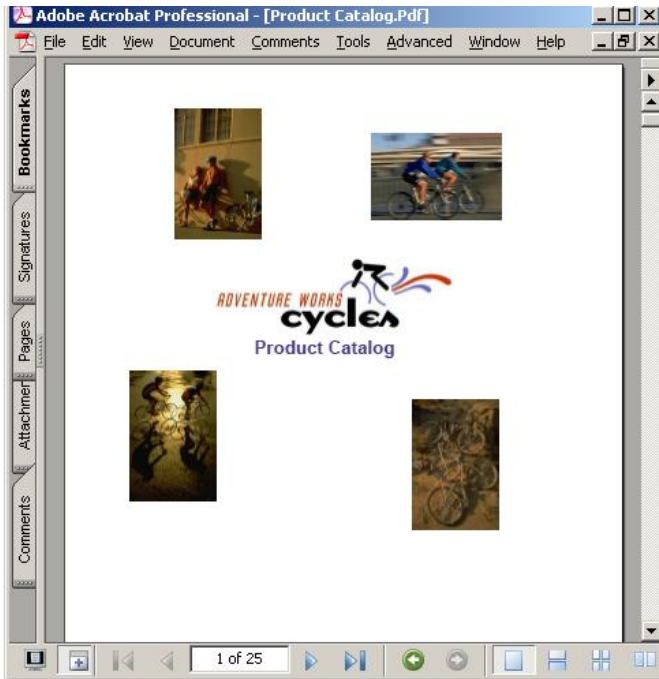 Adobe Acrobat Professional - [Product Catalog.Pdf]
File Edit View Document Comments Tools Advanced Window Help
Bookmarks
Signatures
Pages
Attachmer
Comments
ADVENTURE WORKS
cycles
Product Catalog
1 of 25